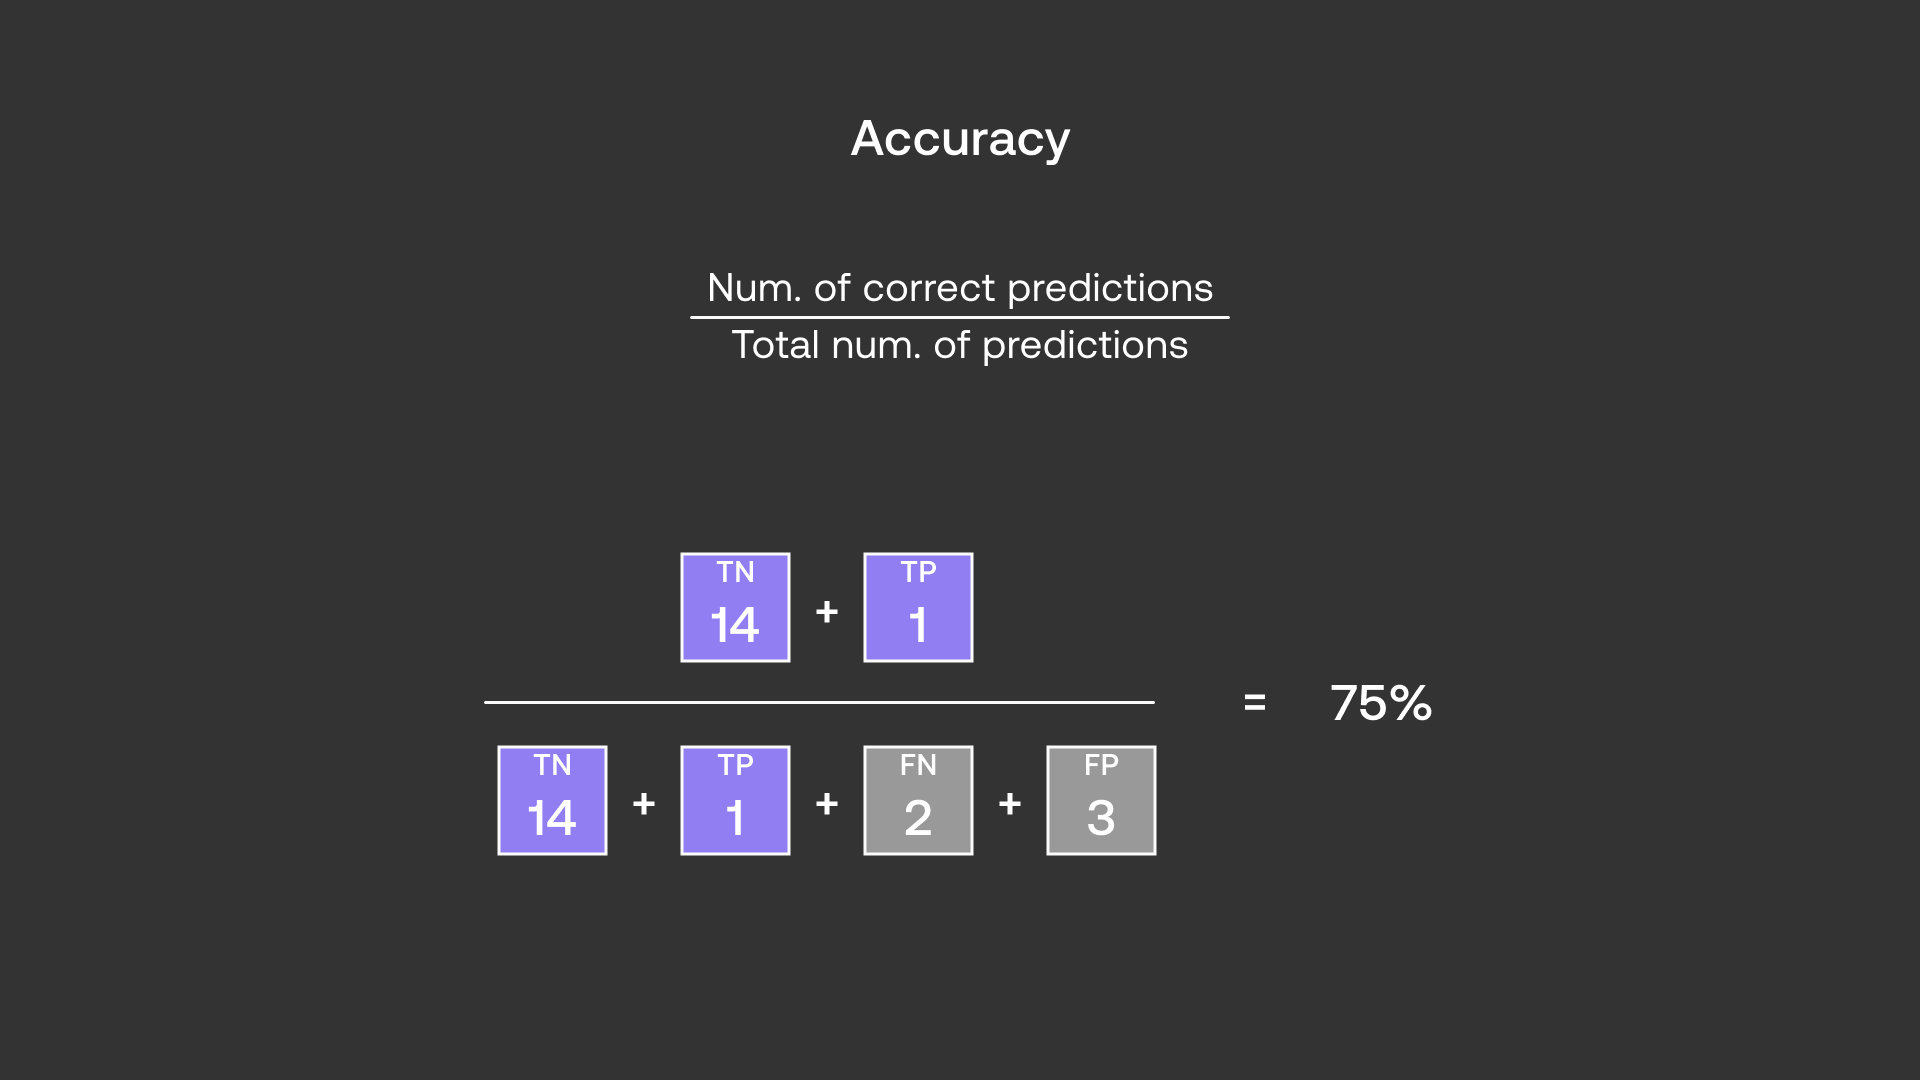 Accuracy
Num. of correct predictions
Total num. of predictions
TN TP
14 + 1
= 75%
TN TP FN FP
14 + 1 + 2 + 3